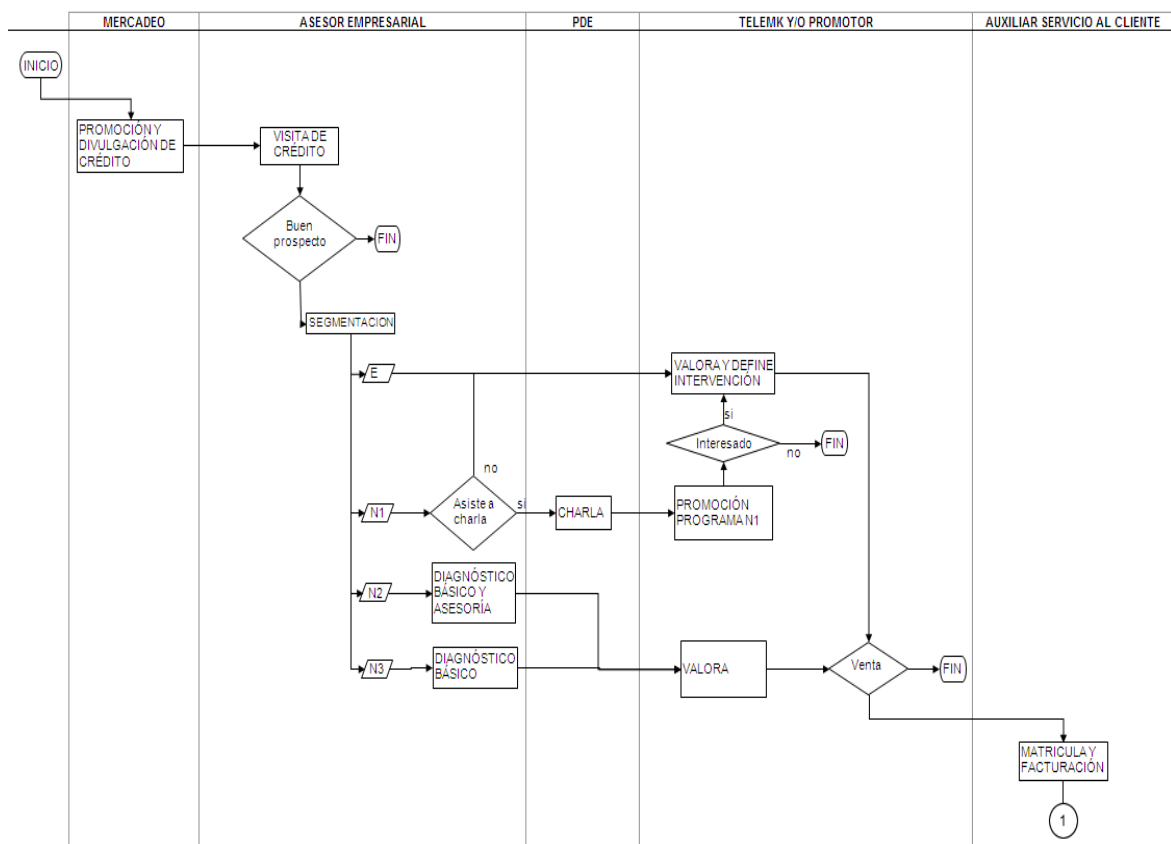 MERCADEO
ASESOR EMPRESARIAL
PDE
TELEMK Y/O PROMOTOR
AUXILIAR SERVICIO AL CLIENTE
INICIO
PROMOCIÓN Y
DIVULGACIÓN DE
CRÉDITO
VISITA DE
CRÉDITO
Buen
prospecto
FIN
SEGMENTACION
E
VALORA Y DEFINE
INTERVENCIÓN
si
Interesado
no
FIN
no
N1
Asiste a
charla
si
CHARLA
PROMOCIÓN
PROGRAMA N1
N2
DIAGNÓSTICO
BÁSICO Y
ASESORÍA
N3
DIAGNÓSTICO
BÁSICO
VALORA
Venta
FIN
MATRICULA Y
FACTURACIÓN
1